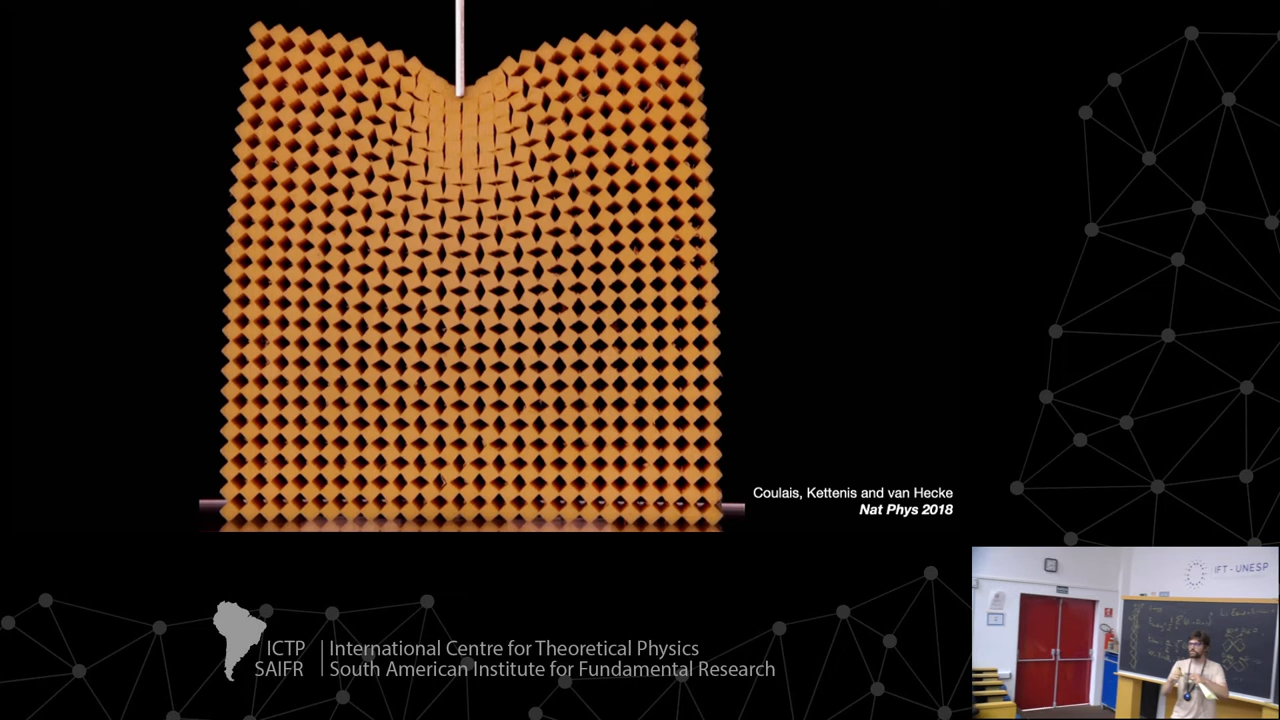 Coulais, Kettenis and van Hecke
Nat Phys 2018
ICTP
SAIFR
International Centre for Theoretical Physics
South American Institute for Fundamental Research
IFT - UNESP